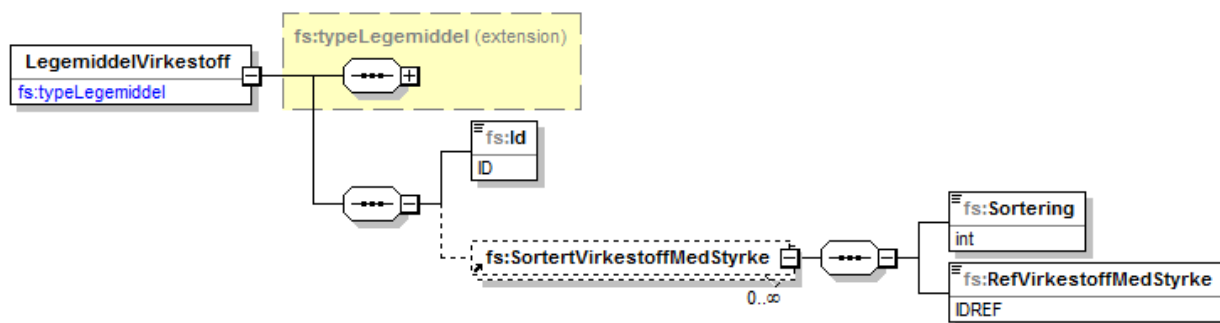 fs:typeLegemiddel (extension)
LegemiddelVirkestoff
fs:typeLegemiddel
fs:Id
ID
fs:Sortering
int
fs:SortertVirkestoffMedStyrke
0..∞
fs:RefVirkestoffMedStyrke
IDREF